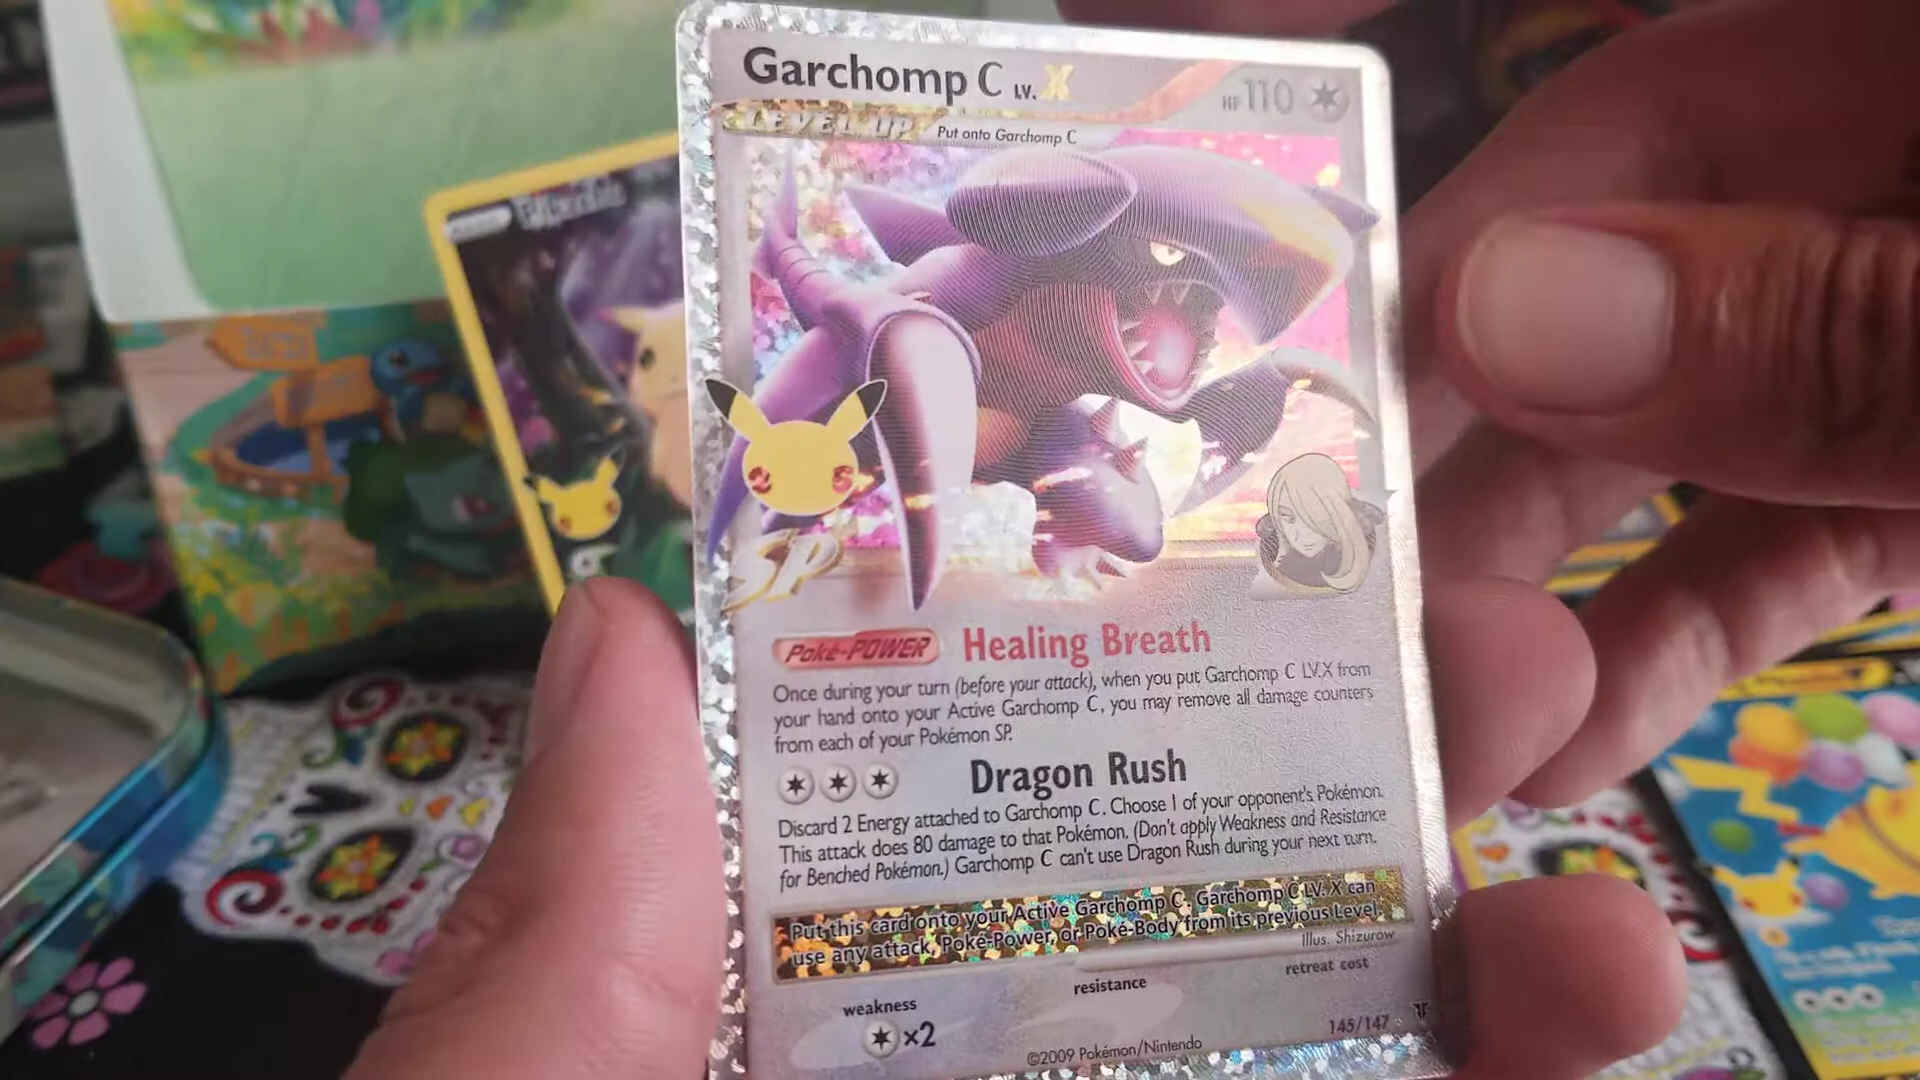 Garchomp C LV.X
HP 110
LEVEL-UP Put onto Garchomp C
SP
Poké-POWER Healing Breath
Once during your turn (before your attack), when you put Garchomp C LV.X from
your hand onto your Active Garchomp C, you may remove all damage counters
from each of your Pokémon SP.
Dragon Rush
Discard 2 Energy attached to Garchomp C. Choose 1 of your opponent's Pokémon.
This attack does 80 damage to that Pokémon. (Don't apply Weakness and Resistance
for Benched Pokémon.) Garchomp C can't use Dragon Rush during your next turn.
Put this card onto your Active Garchomp C. Garchomp C LV. X can
use any attack, Poké-Power, or Poké-Body from its previous Level.
Illus. Shizurow
weakness
resistance
retreat cost
×2
145/147
©2009 Pokémon/Nintendo